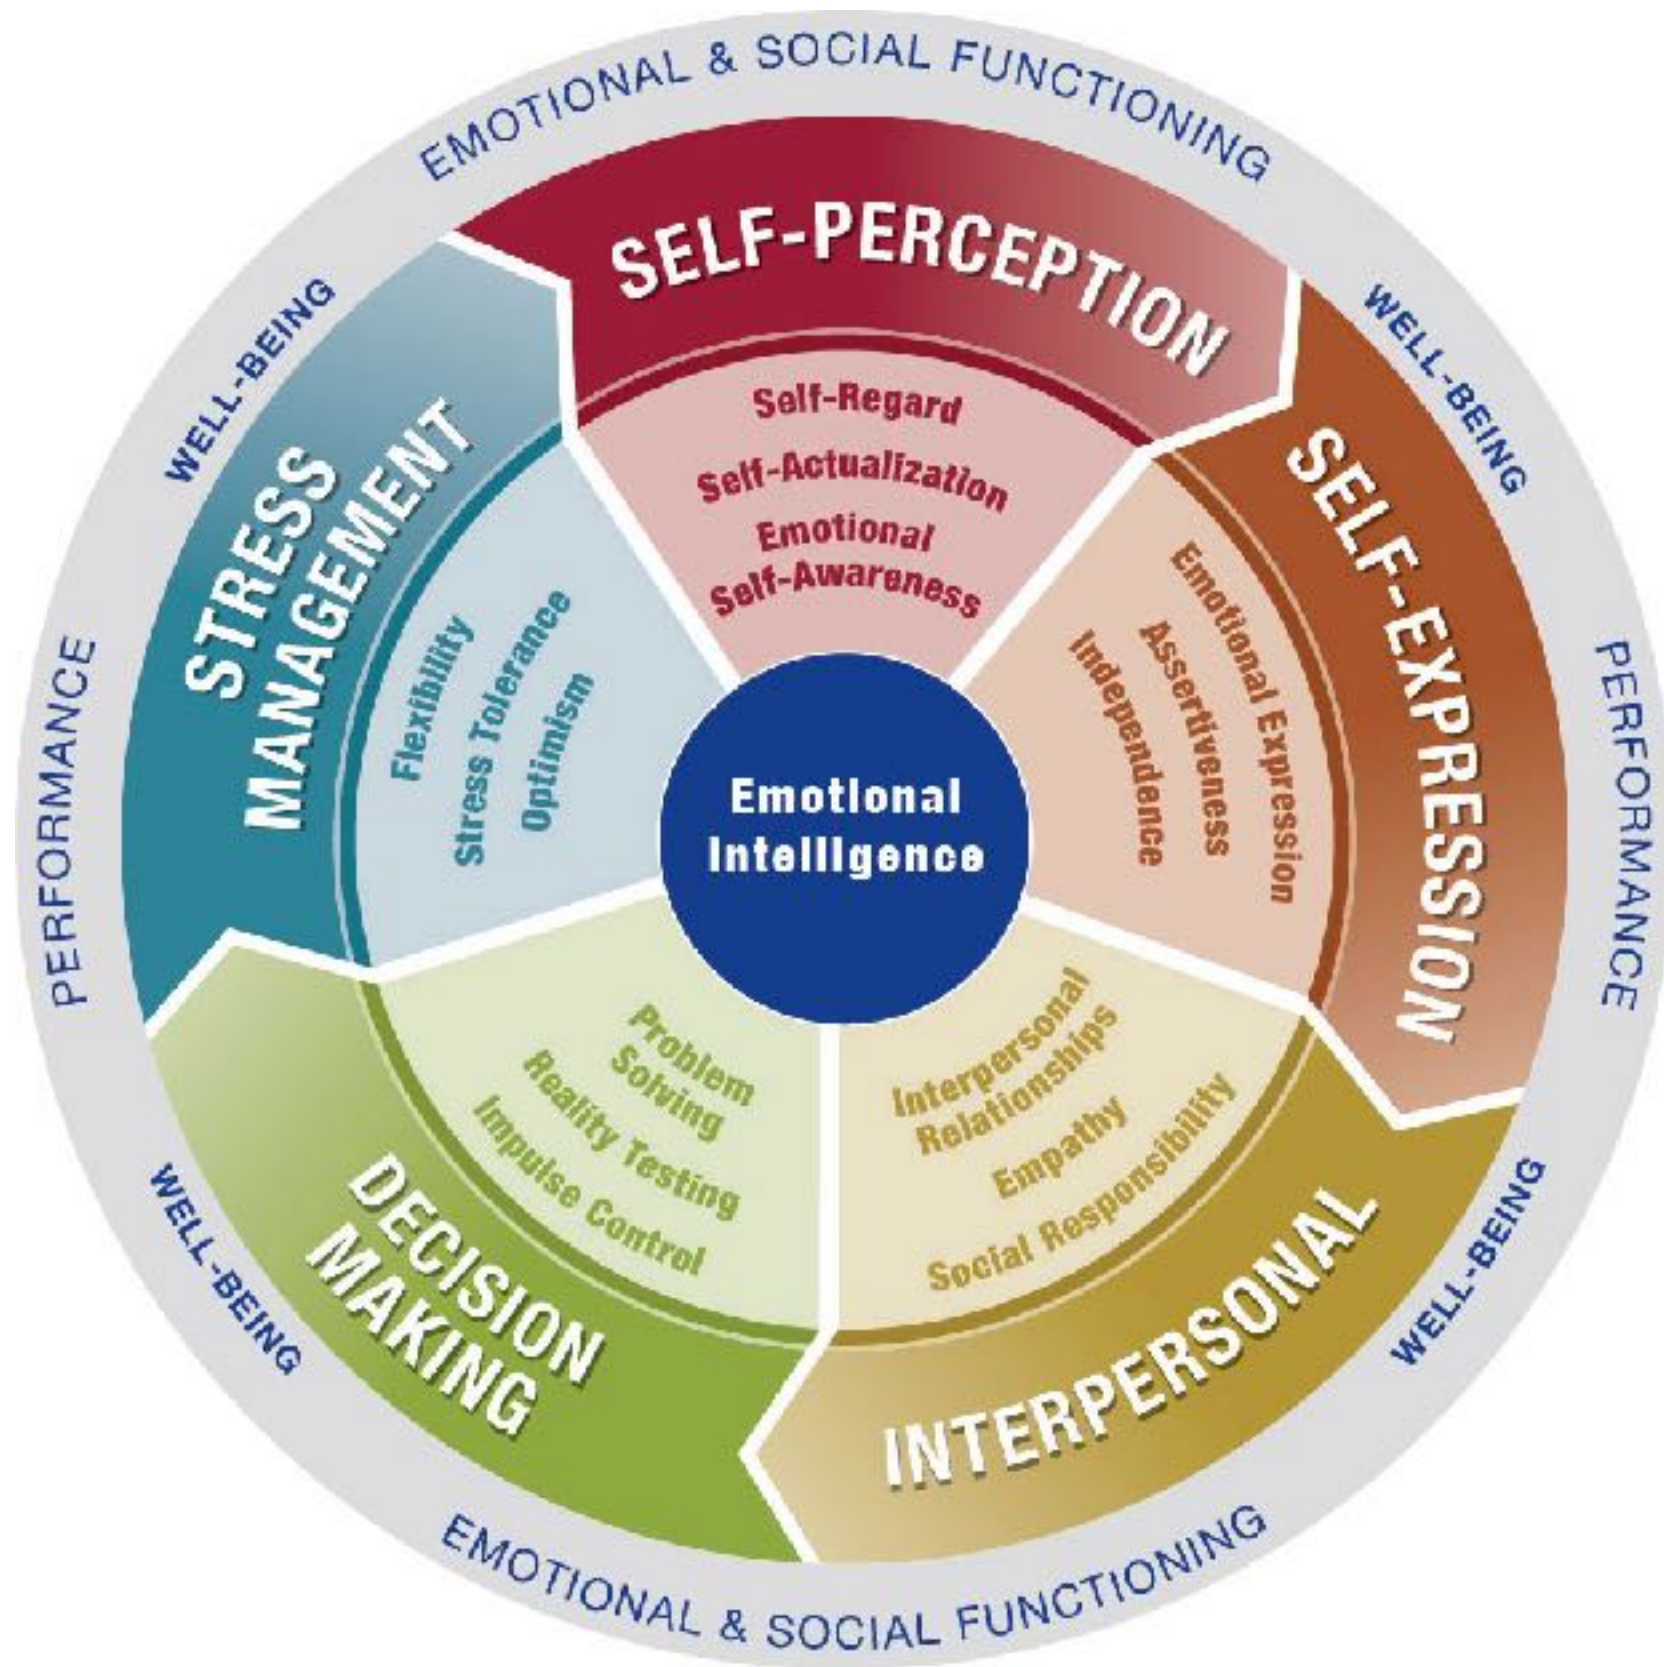 EMOTIONAL & SOCIAL FUNCTIONING
WELL-BEING
WELL-BEING
PERFORMANCE
PERFORMANCE
WELL-BEING
WELL-BEING
EMOTIONAL & SOCIAL FUNCTIONING
SELF-PERCEPTION
Self-Regard
Self-Actualization
Emotional
Self-Awareness
SELF-EXPRESSION
Emotional Expression
Assertiveness
Independence
INTERPERSONAL
Interpersonal
Relationships
Empathy
Social Responsibility
DECISION
MAKING
Problem
Solving
Reality Testing
Impulse Control
STRESS
MANAGEMENT
Flexibility
Stress Tolerance
Optimism
Emotional
Intelligence